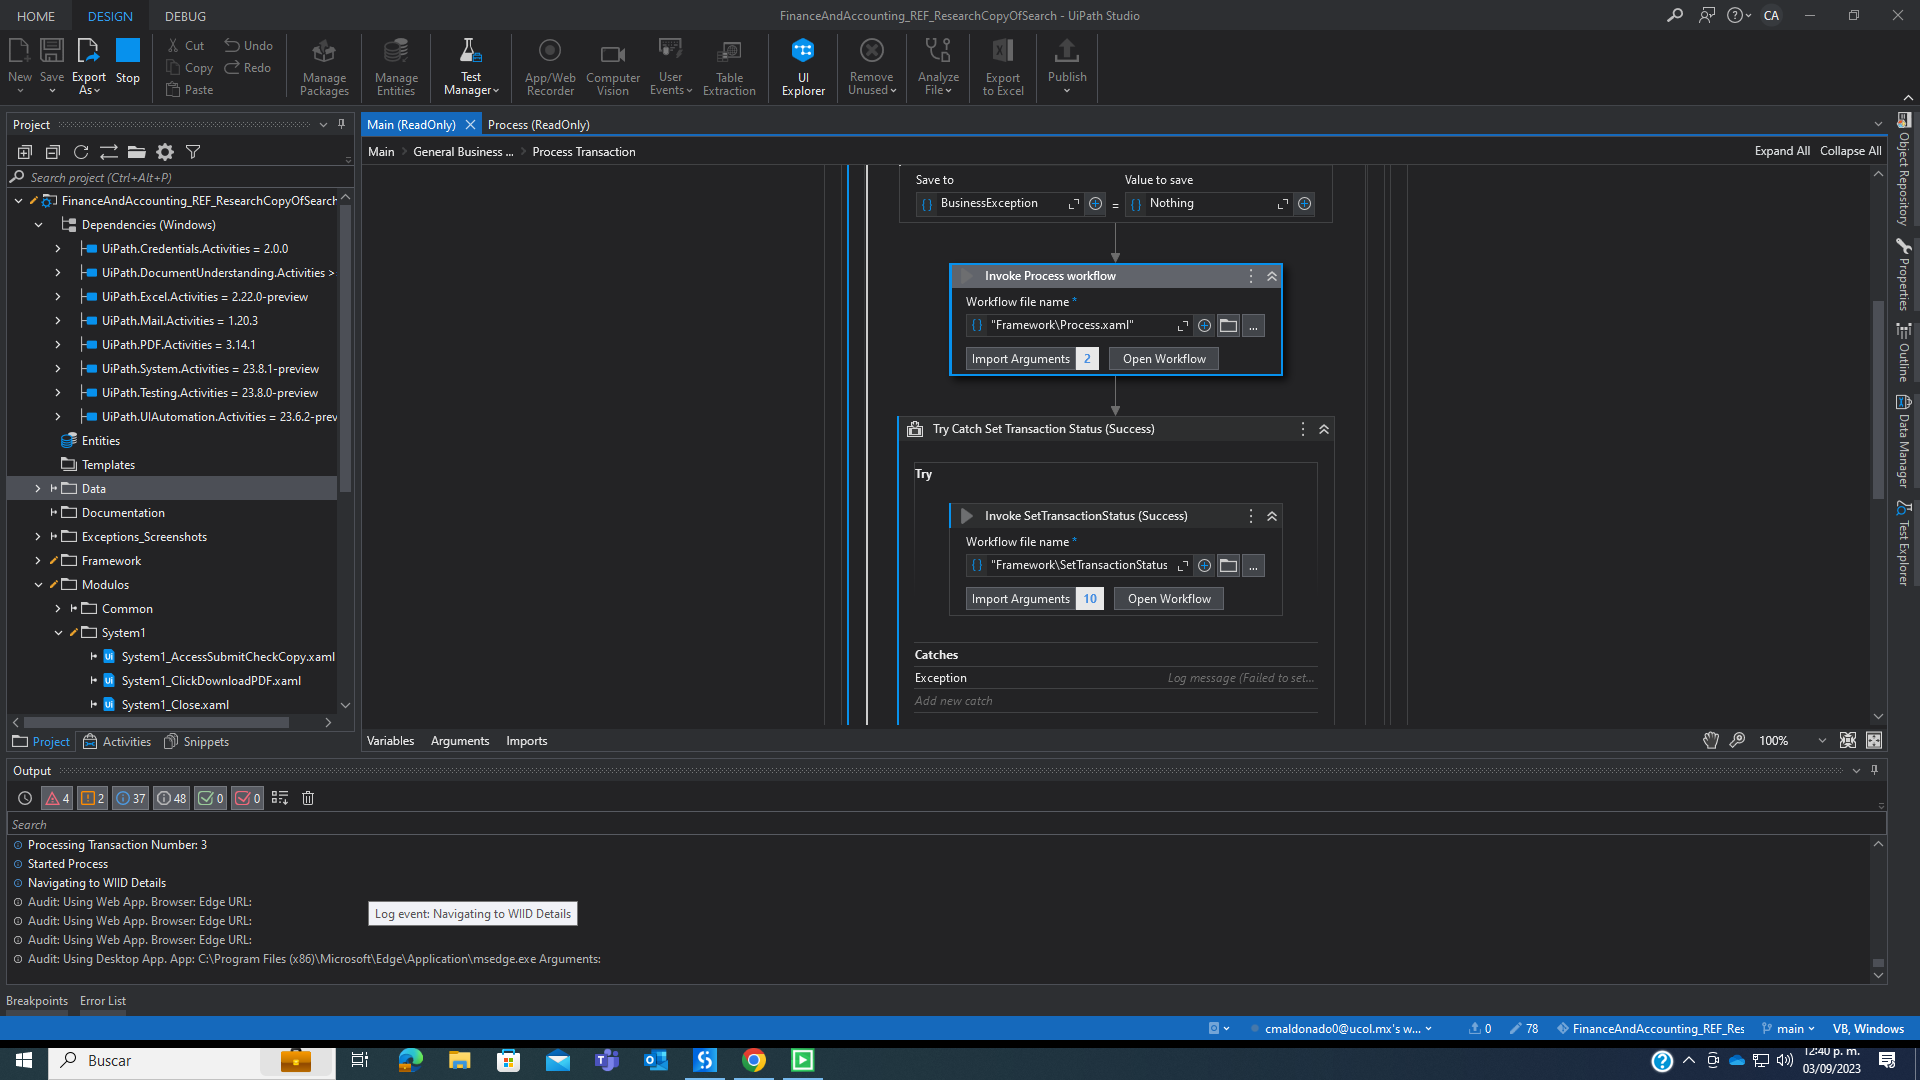 HOME
DESIGN
DEBUG
FinanceAndAccounting_REF_ResearchCopyOfSearch - UiPath Studio
CA
New
Save
Export As
Stop
Cut
Copy
Paste
Undo
Redo
Manage Packages
Manage Entities
Test Manager
App/Web Recorder
Computer Vision
User Events
Table Extraction
UI Explorer
Remove Unused
Analyze File
Export to Excel
Publish
Project
Search project (Ctrl+Alt+P)
FinanceAndAccounting_REF_ResearchCopyOfSearch
Dependencies (Windows)
UiPath.Credentials.Activities = 2.0.0
UiPath.DocumentUnderstanding.Activities >
UiPath.Excel.Activities = 2.22.0-preview
UiPath.Mail.Activities = 1.20.3
UiPath.PDF.Activities = 3.14.1
UiPath.System.Activities = 23.8.1-preview
UiPath.Testing.Activities = 23.8.0-preview
UiPath.UIAutomation.Activities = 23.6.2-prev
Entities
Templates
Data
Documentation
Exceptions_Screenshots
Framework
Modulos
Common
System1
System1_AccessSubmitCheckCopy.xaml
System1_ClickDownloadPDF.xaml
System1_Close.xaml
Project
Activities
Snippets
Main (ReadOnly)
Process (ReadOnly)
Main
General Business ...
Process Transaction
Expand All
Collapse All
Save to
Value to save
BusinessException
=
Nothing
Invoke Process workflow
Workflow file name *
"Framework\Process.xaml"
...
Import Arguments 2
Open Workflow
Try Catch Set Transaction Status (Success)
Try
Invoke SetTransactionStatus (Success)
Workflow file name *
"Framework\SetTransactionStatus
...
Import Arguments 10
Open Workflow
Catches
Exception
Log message (Failed to set...
Add new catch
Variables
Arguments
Imports
100%
Object Repository
Properties
Outline
Data Manager
Test Explorer
Output
4
2
37
48
0
0
Search
Processing Transaction Number: 3
Started Process
Navigating to WIID Details
Audit: Using Web App. Browser: Edge URL:
Audit: Using Web App. Browser: Edge URL:
Audit: Using Web App. Browser: Edge URL:
Audit: Using Desktop App. App: C:\Program Files (x86)\Microsoft\Edge\Application\msedge.exe Arguments:
Log event: Navigating to WIID Details
Breakpoints
Error List
cmaldonado0@ucol.mx's w...
0
78
FinanceAndAccounting_REF_Res
main
VB, Windows
Buscar
12:40 p. m.
03/09/2023